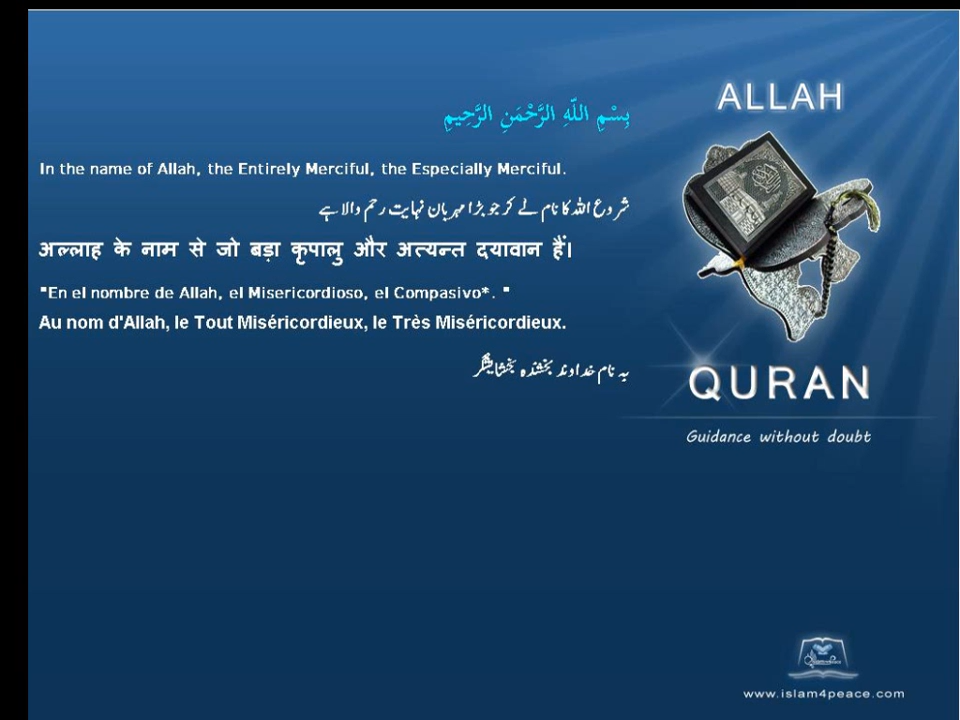 بِسْمِ اللّهِ الرَّحْمَنِ الرَّحِيمِ
In the name of Allah, the Entirely Merciful, the Especially Merciful.
شروع الله کا نام لے کر جو بڑا مہربان نہایت رحم والا ہے
अल्लाह के नाम से जो बड़ा कृपालु और अत्यन्त दयावान हैं।
"En el nombre de Allah, el Misericordioso, el Compasivo*. "
Au nom d'Allah, le Tout Miséricordieux, le Très Miséricordieux.
به نام خداوند بخشنده بخشایشگر
ALLAH
QURAN
Guidance without doubt
www.islam4peace.com